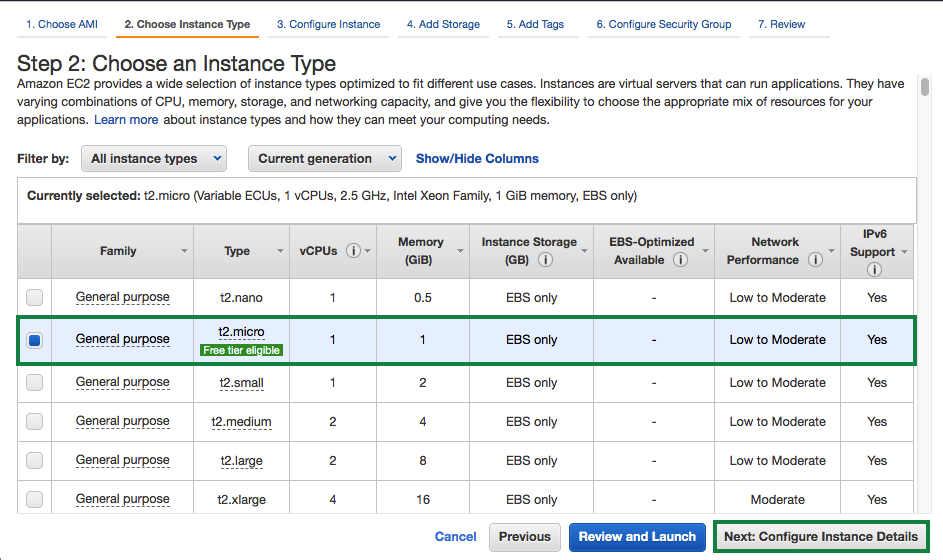 1. Choose AMI 2. Choose Instance Type 3. Configure Instance 4. Add Storage 5. Add Tags 6. Configure Security Group 7. Review
Step 2: Choose an Instance Type
Amazon EC2 provides a wide selection of instance types optimized to fit different use cases. Instances are virtual servers that can run applications. They have
varying combinations of CPU, memory, storage, and networking capacity, and give you the flexibility to choose the appropriate mix of resources for your
applications. Learn more about instance types and how they can meet your computing needs.
Filter by: All instance types Current generation Show/Hide Columns
Currently selected: t2.micro (Variable ECUs, 1 vCPUs, 2.5 GHz, Intel Xeon Family, 1 GiB memory, EBS only)
Family Type vCPUs i Memory (GiB) Instance Storage (GB) i EBS-Optimized Available i Network Performance i IPv6 Support i
General purpose t2.nano 1 0.5 EBS only - Low to Moderate Yes
General purpose t2.micro Free tier eligible 1 1 EBS only - Low to Moderate Yes
General purpose t2.small 1 2 EBS only - Low to Moderate Yes
General purpose t2.medium 2 4 EBS only - Low to Moderate Yes
General purpose t2.large 2 8 EBS only - Low to Moderate Yes
General purpose t2.xlarge 4 16 EBS only - Moderate Yes
Cancel Previous Review and Launch Next: Configure Instance Details